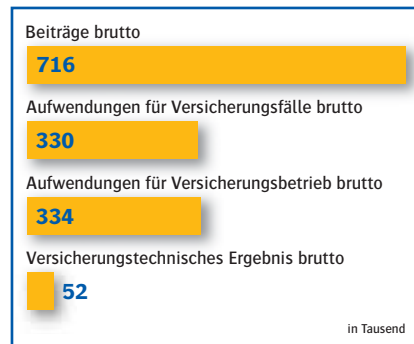 Beiträge brutto
716
Aufwendungen für Versicherungsfälle brutto
330
Aufwendungen für Versicherungsbetrieb brutto
334
Versicherungstechnisches Ergebnis brutto
52
in Tausend